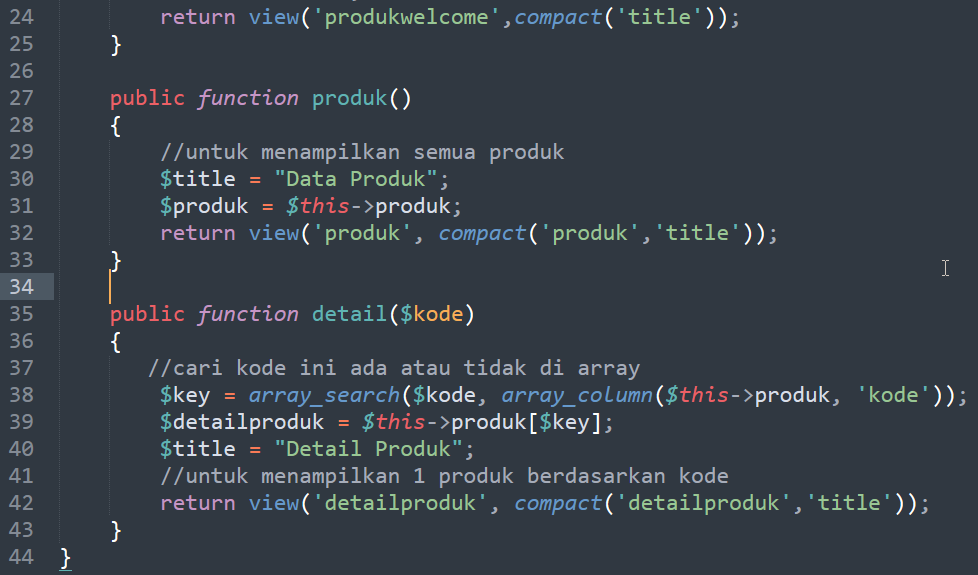 24 return view('produkwelcome',compact('title'));
25 }
26
27 public function produk()
28 {
29 //untuk menampilkan semua produk
30 $title = "Data Produk";
31 $produk = $this->produk;
32 return view('produk', compact('produk','title'));
33 }
34
35 public function detail($kode)
36 {
37 //cari kode ini ada atau tidak di array
38 $key = array_search($kode, array_column($this->produk, 'kode'));
39 $detailproduk = $this->produk[$key];
40 $title = "Detail Produk";
41 //untuk menampilkan 1 produk berdasarkan kode
42 return view('detailproduk', compact('detailproduk','title'));
43 }
44 }